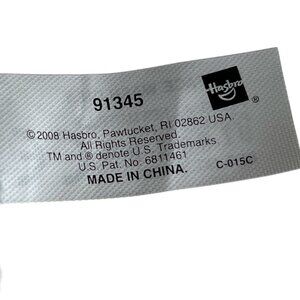 91345
Hasbro
®
© 2008 Hasbro, Pawtucket, RI 02862 USA.
All Rights Reserved.
TM and ® denote U.S. Trademarks.
U.S. Pat. No. 6811461
MADE IN CHINA.
C-015C